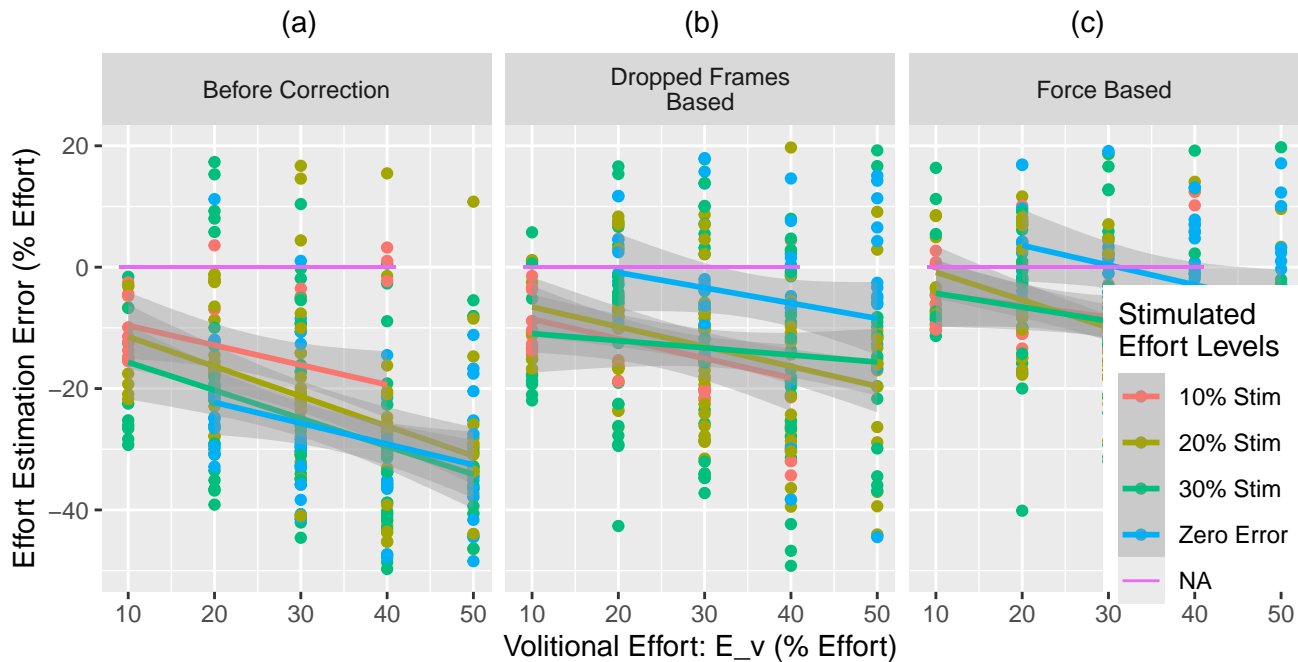 (a) (b) (c)
Before Correction
Dropped Frames
Based
Force Based
Effort Estimation Error (% Effort)
20
0
−20
−40
10 20 30 40 50
10 20 30 40 50
10 20 30 40 50
Volitional Effort: E_v (% Effort)
Stimulated
Effort Levels
10% Stim
20% Stim
30% Stim
Zero Error
NA